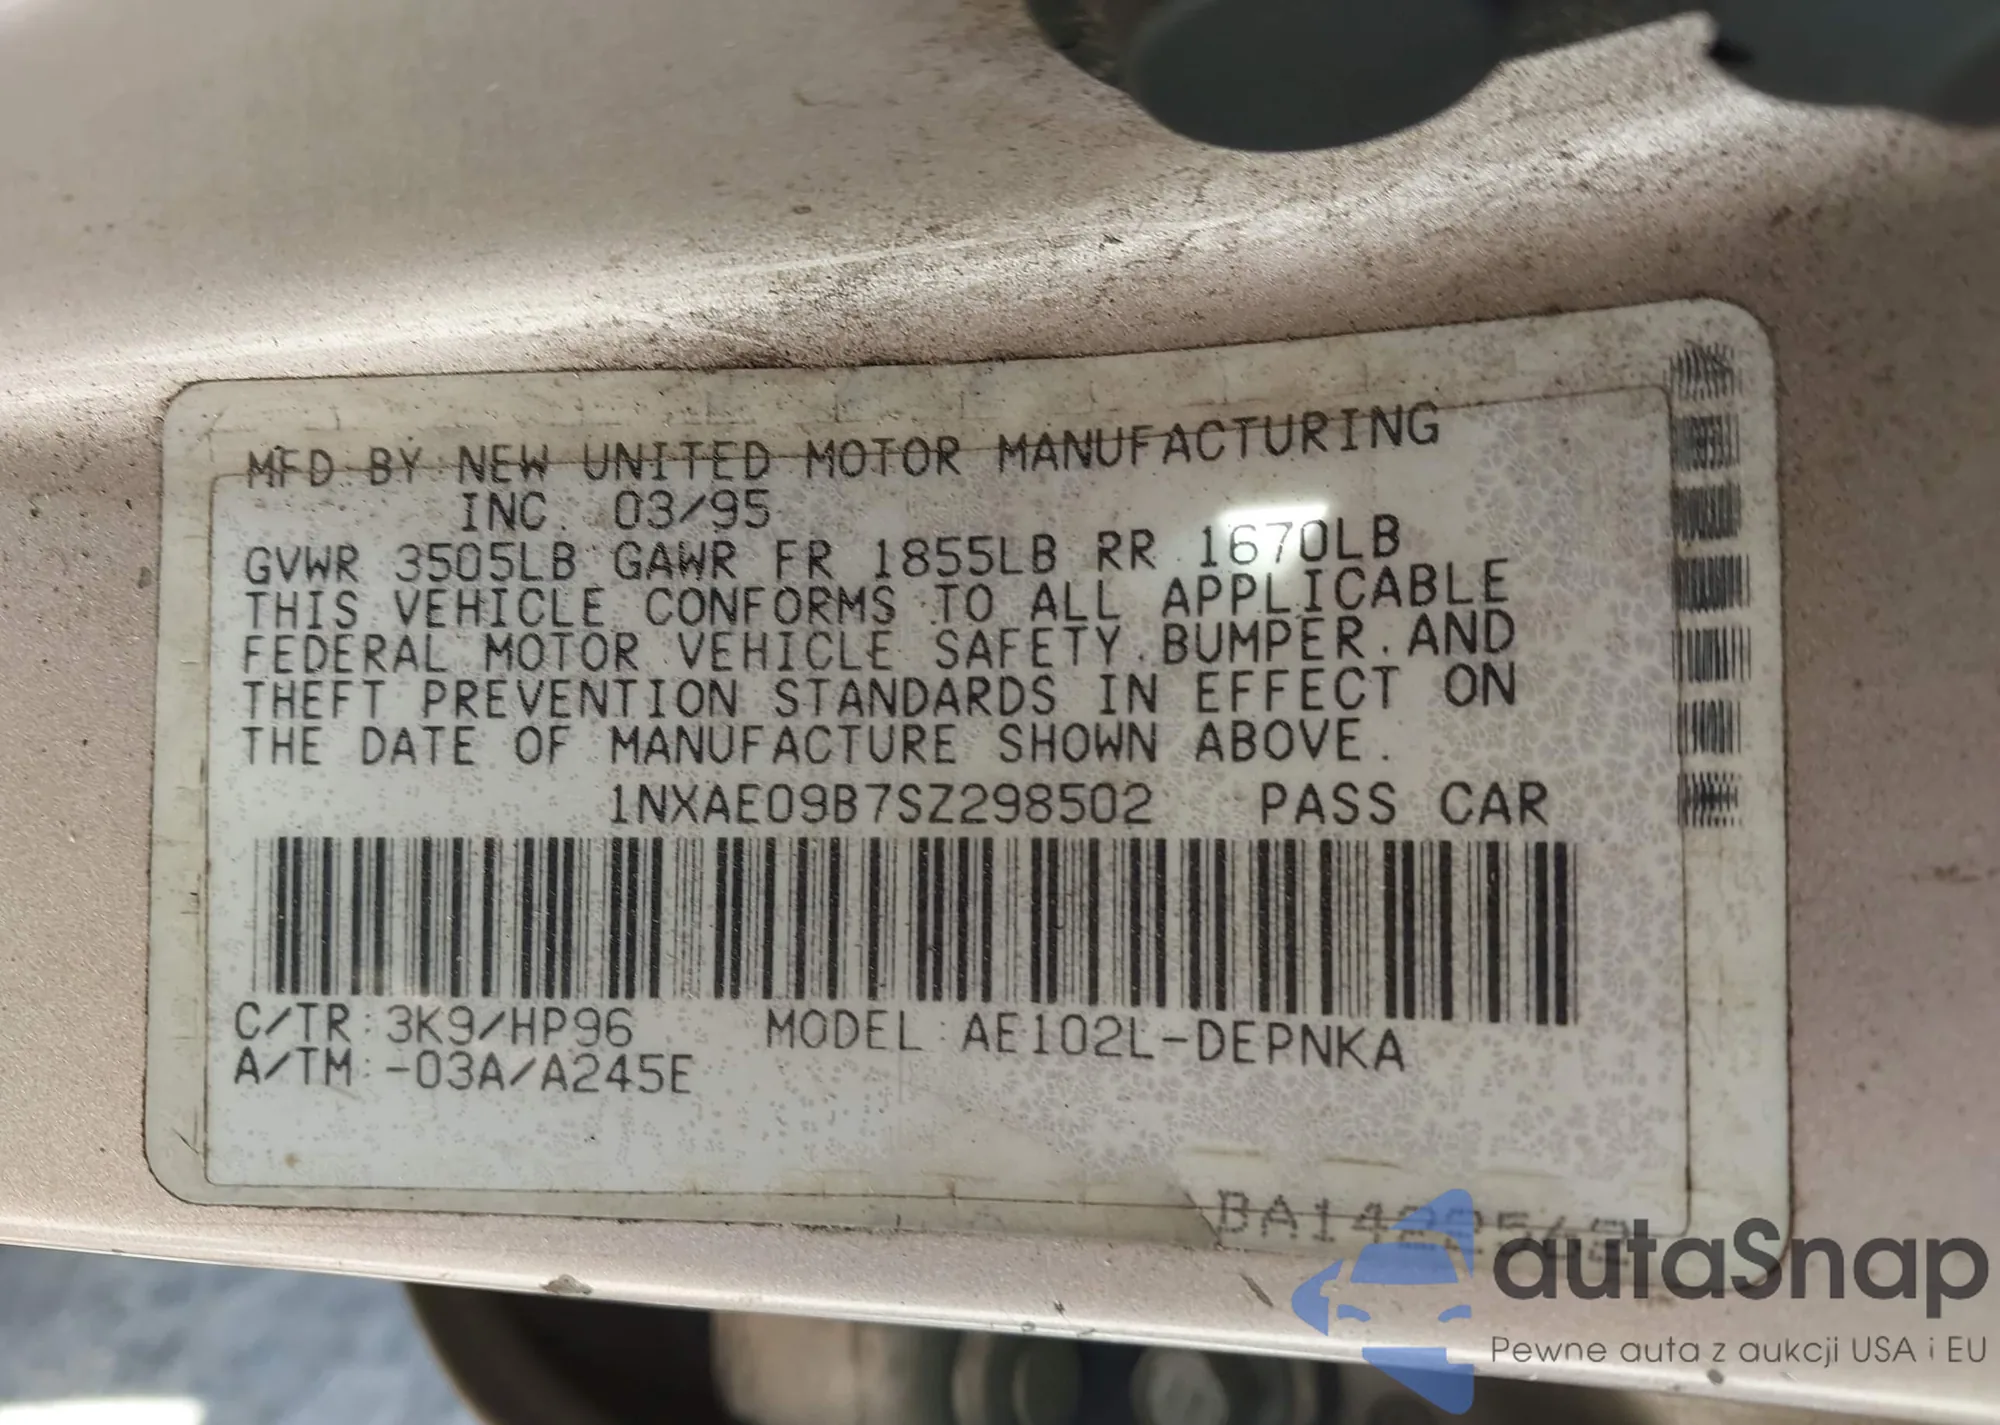 MFD BY NEW UNITED MOTOR MANUFACTURING
INC. 03/95
GVWR 3505LB GAWR FR 1855LB RR 1670LB
THIS VEHICLE CONFORMS TO ALL APPLICABLE
FEDERAL MOTOR VEHICLE SAFETY. BUMPER. AND
THEFT PREVENTION STANDARDS IN EFFECT ON
THE DATE OF MANUFACTURE SHOWN ABOVE.
1NXAE09B7SZ298502 PASS CAR
C/TR: 3K9/HP96 MODEL: AE102L-DEPNKA
A/TM: -03A/A245E
autaSnap
Pewne auta z aukcji USA i EU